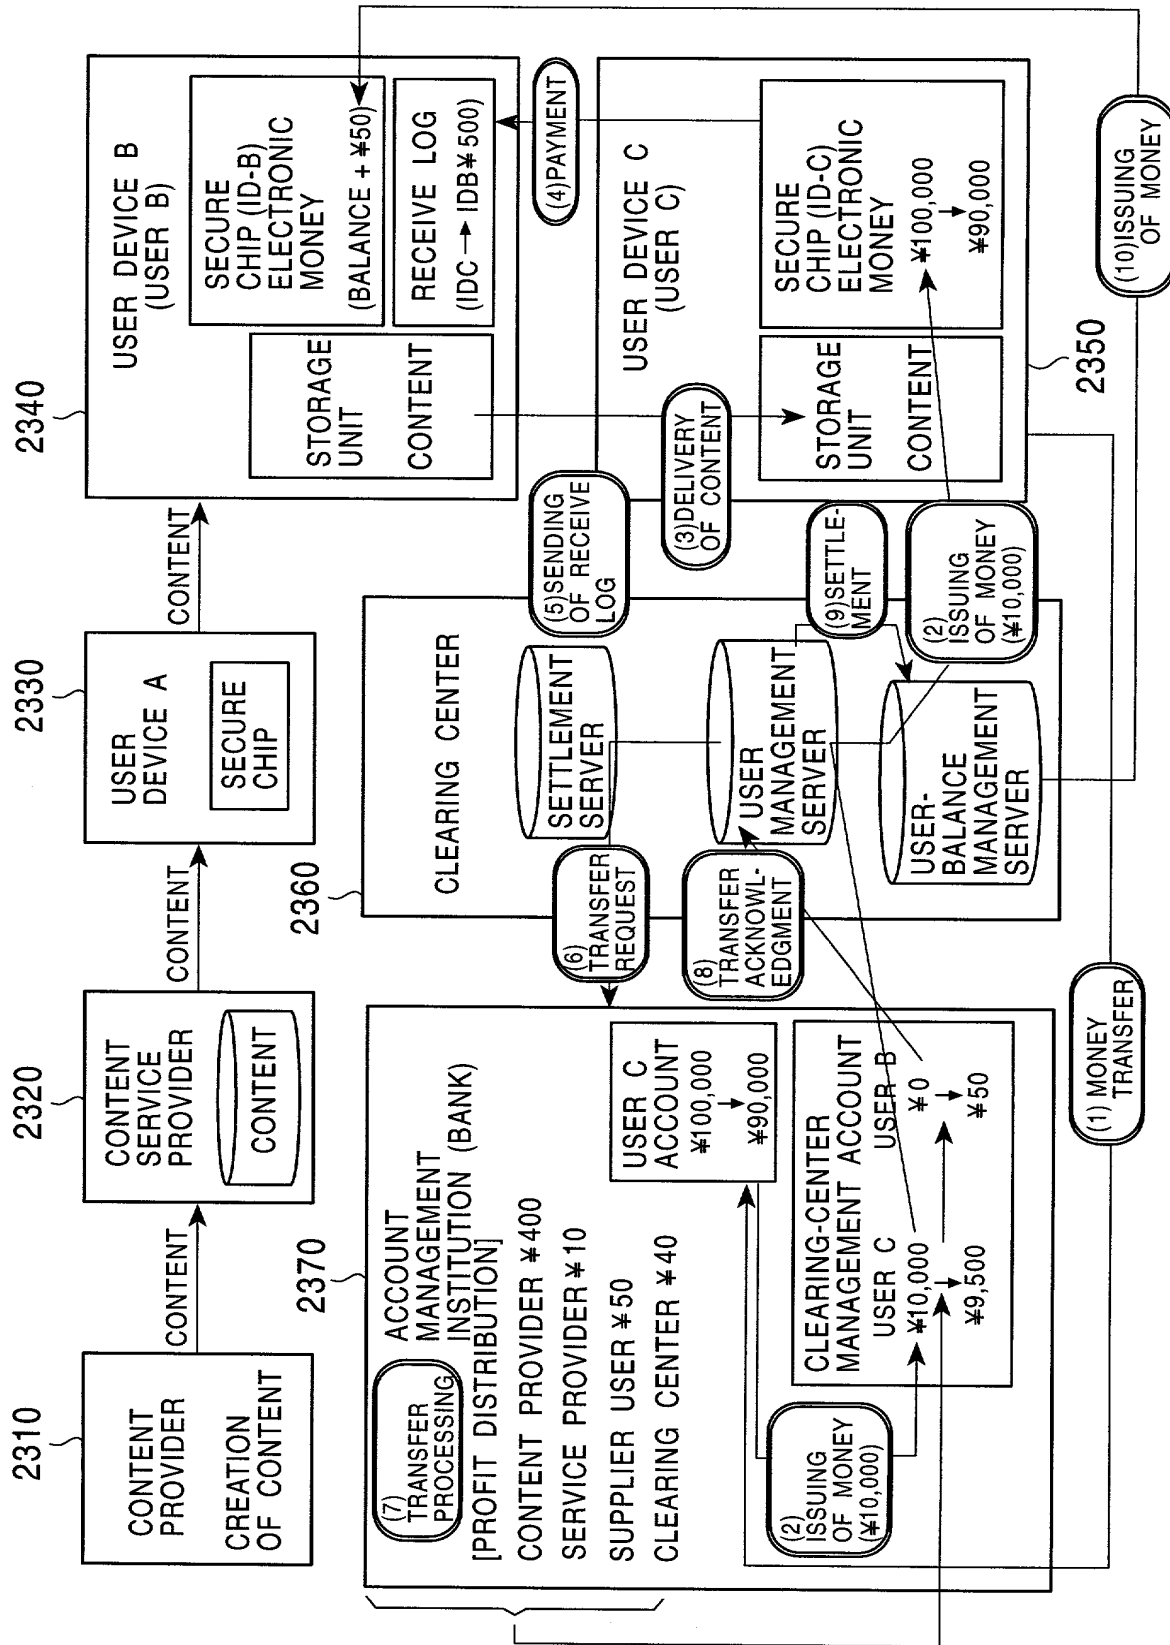 2310
CONTENT
PROVIDER
CREATION
OF CONTENT
CONTENT
2320
CONTENT
SERVICE
PROVIDER
CONTENT
CONTENT
2330
USER
DEVICE A
SECURE
CHIP
CONTENT
2340
USER DEVICE B
(USER B)
STORAGE
UNIT
CONTENT
SECURE
CHIP (ID-B)
ELECTRONIC
MONEY
(BALANCE + ¥50)
RECEIVE LOG
(IDC → IDB¥500)
(4)PAYMENT
2370
ACCOUNT
MANAGEMENT
INSTITUTION (BANK)
(7)
TRANSFER
PROCESSING
[PROFIT DISTRIBUTION]
CONTENT PROVIDER ¥400
SERVICE PROVIDER ¥10
SUPPLIER USER ¥50
CLEARING CENTER ¥40
USER C
ACCOUNT
¥100,000
→
¥90,000
(2)
ISSUING
OF MONEY
(¥10,000)
CLEARING-CENTER
MANAGEMENT ACCOUNT
USER C
¥10,000
→
¥9,500
USER B
¥0
→
¥50
(6)
TRANSFER
REQUEST
(8)
TRANSFER
ACKNOWL-
EDGMENT
2360
CLEARING CENTER
SETTLEMENT
SERVER
USER
MANAGEMENT
SERVER
USER-
BALANCE
MANAGEMENT
SERVER
(5)SENDING
OF RECEIVE
LOG
(3)DELIVERY
OF CONTENT
(9)SETTLE-
MENT
(2)
ISSUING
OF MONEY
(¥10,000)
USER DEVICE C
(USER C)
STORAGE
UNIT
CONTENT
SECURE
CHIP (ID-C)
ELECTRONIC
MONEY
¥100,000
→
¥90,000
2350
(1) MONEY
TRANSFER
(10)ISSUING
OF MONEY